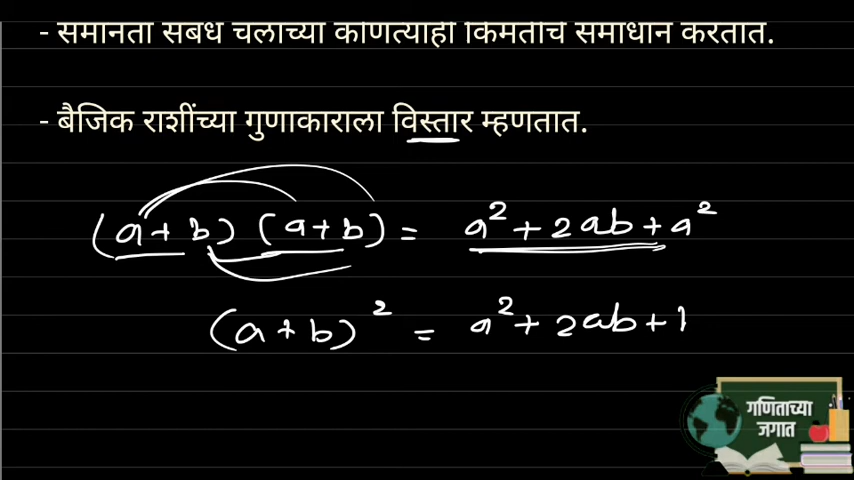 - समानता संबंध चलाच्या कोणत्याही किंमतीचे समाधान करतात.
- बैजिक राशींच्या गुणाकाराला विस्तार म्हणतात.
(a + b) (a + b) = a² + 2ab + a²
(a + b)² = a² + 2ab + 1
गणिताच्या
जगात